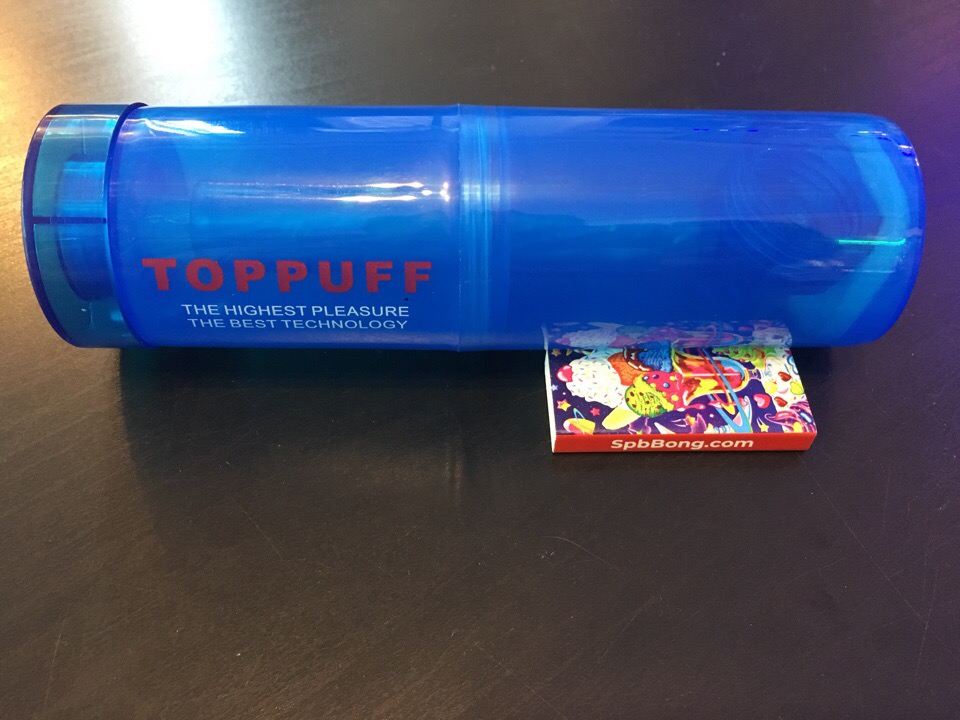 TOPPUFF
THE HIGHEST PLEASURE
THE BEST TECHNOLOGY
SpbBong.com